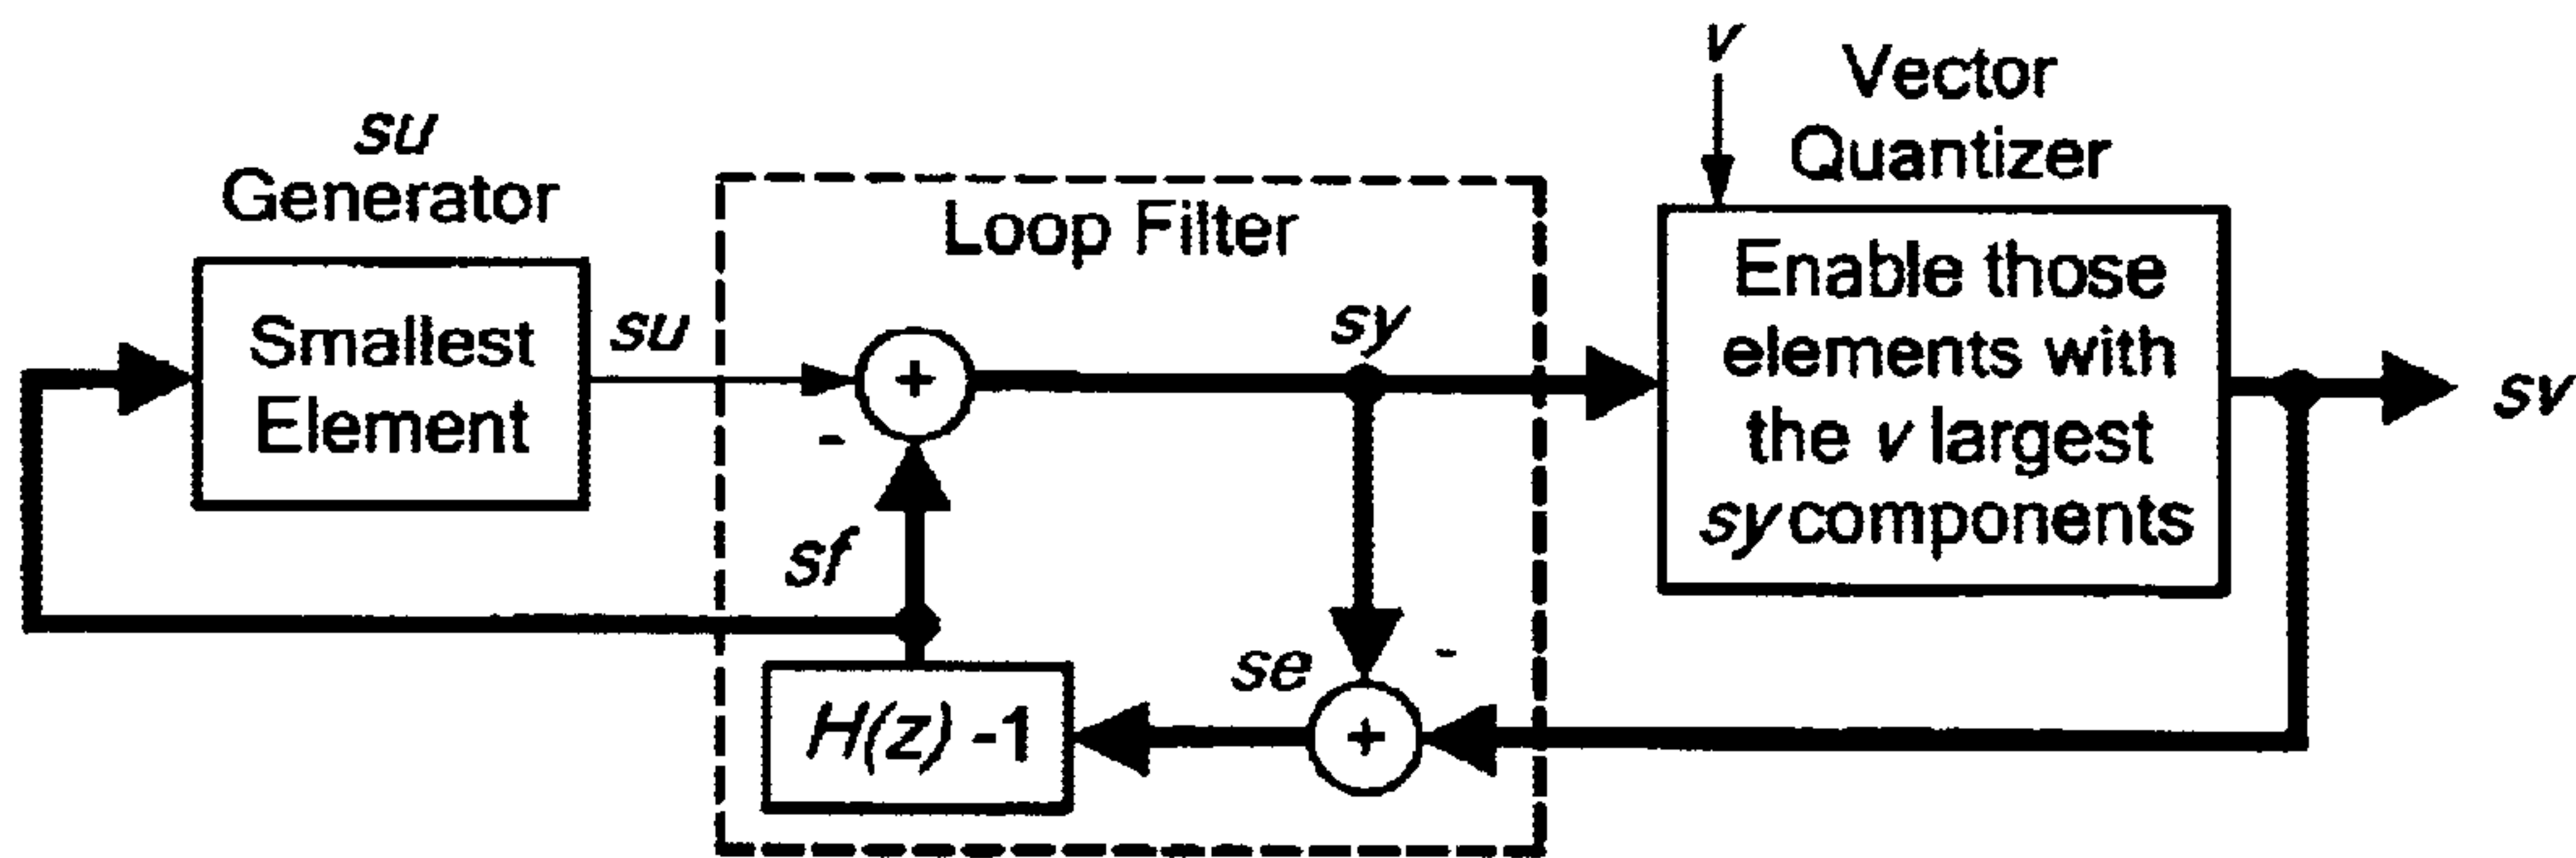 su
Generator
Smallest
Element
su
Loop Filter
+
-
sf
sy
H(z) -1
se
-
+
v
Vector
Quantizer
Enable those
elements with
the v largest
sy components
sv